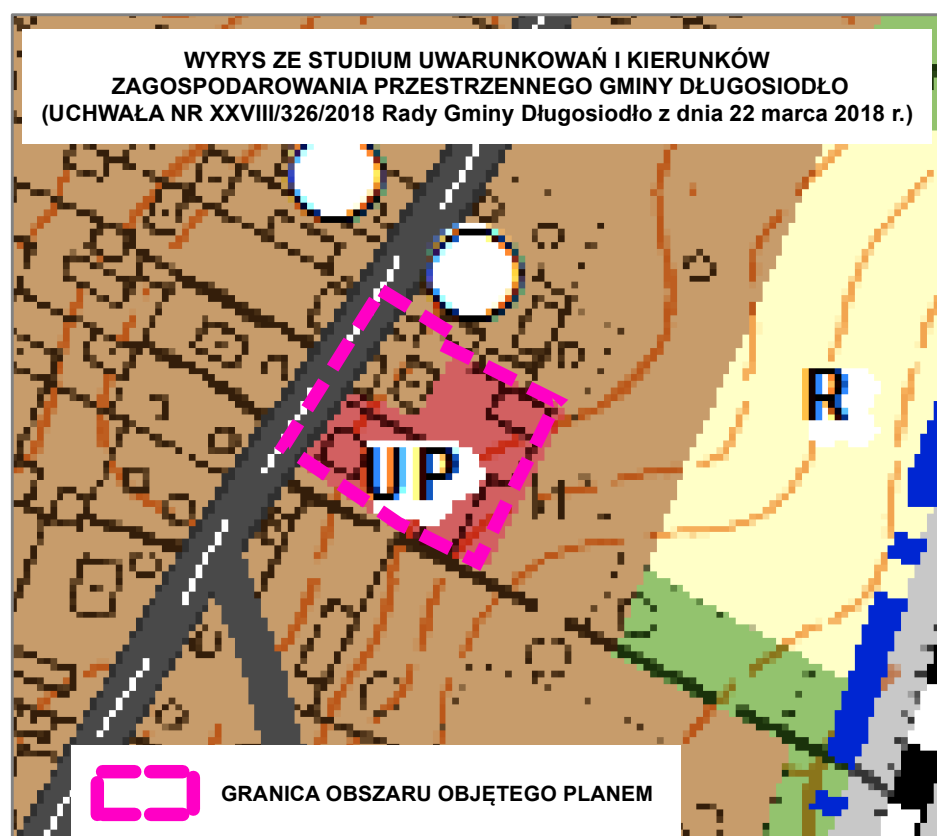 WYRYS ZE STUDIUM UWARUNKOWAŃ I KIERUNKÓW
ZAGOSPODAROWANIA PRZESTRZENNEGO GMINY DŁUGOSIODŁO
(UCHWAŁA NR XXVIII/326/2018 Rady Gminy Długosiodło z dnia 22 marca 2018 r.)
R
UP
GRANICA OBSZARU OBJĘTEGO PLANEM